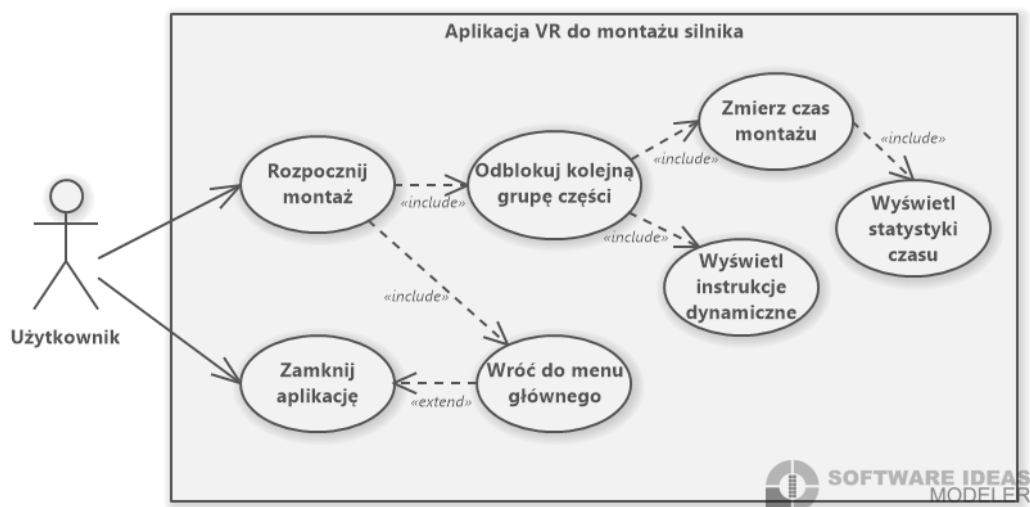 Aplikacja VR do montażu silnika
Zmierz czas
montażu
«include»
Rozpocznij
montaż
«include»
Odblokuj kolejną
grupę części
«include»
«include»
Wyświetl
statystyki
czasu
Wyświetl
instrukcje
dynamiczne
«include»
Użytkownik
Zamknij
aplikację
«extend»
Wróć do menu
głównego
SOFTWARE IDEAS
MODELER